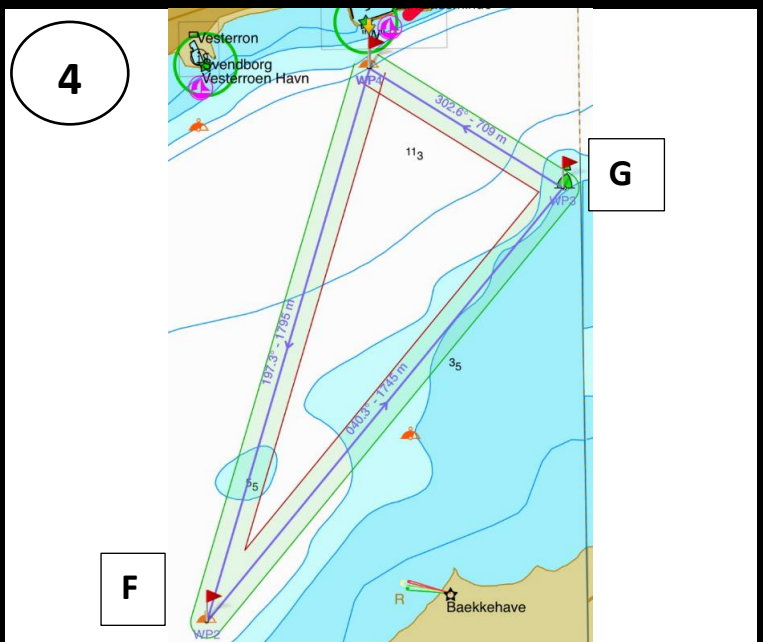 4
Vesterron
Svendborg
Vesterroen Havn
WP4
302.6° - 709 m
11₃
G
WP3
197.3° - 1795 m
3₅
040.3° - 1745 m
5₅
F
WP2
R
Baekkehave